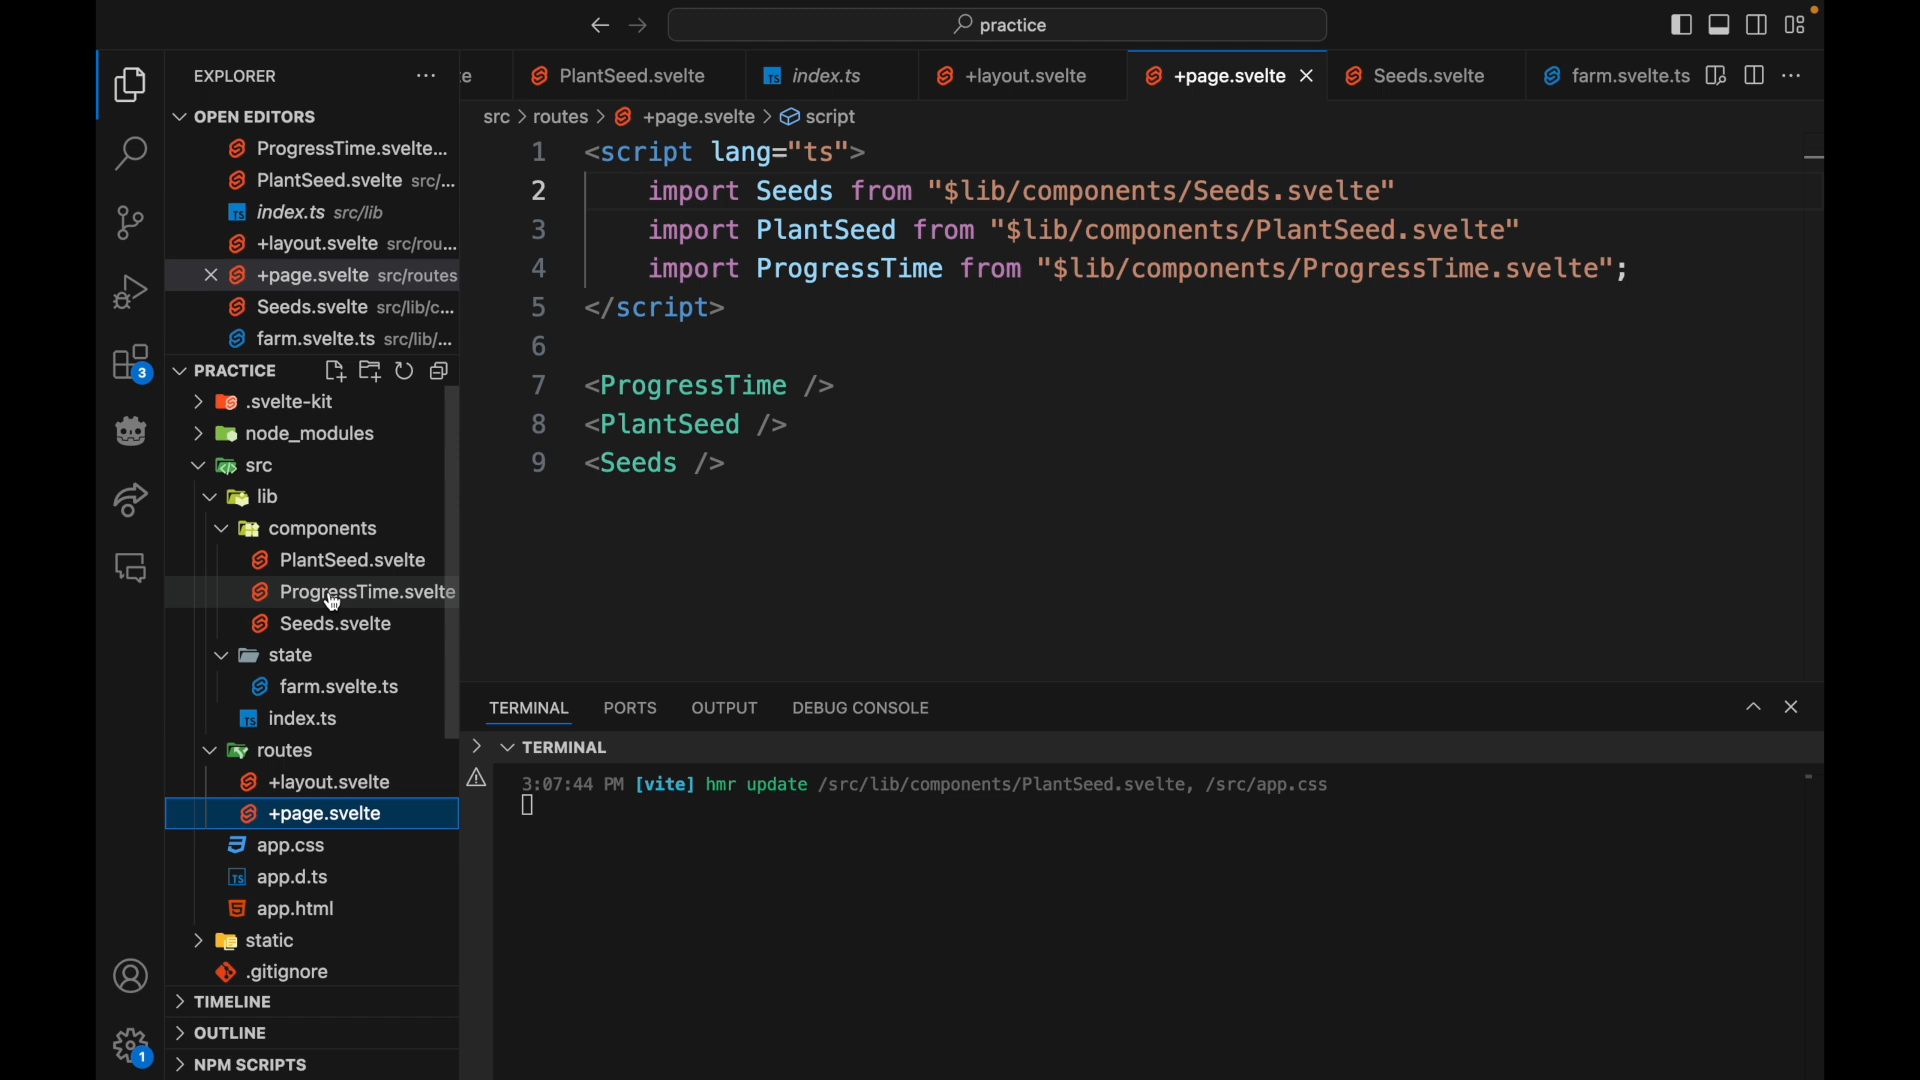 practice
EXPLORER
te
PlantSeed.svelte
index.ts
+layout.svelte
+page.svelte
Seeds.svelte
farm.svelte.ts
OPEN EDITORS
ProgressTime.svelte...
PlantSeed.svelte src/...
index.ts src/lib
+layout.svelte src/rou...
+page.svelte src/routes
Seeds.svelte src/lib/c...
farm.svelte.ts src/lib/...
PRACTICE
.svelte-kit
node_modules
src
lib
components
PlantSeed.svelte
ProgressTime.svelte
Seeds.svelte
state
farm.svelte.ts
index.ts
routes
+layout.svelte
+page.svelte
app.css
app.d.ts
app.html
static
.gitignore
TIMELINE
OUTLINE
NPM SCRIPTS
3
1
src > routes > +page.svelte > script
1 <script lang="ts">
2 import Seeds from "$lib/components/Seeds.svelte"
3 import PlantSeed from "$lib/components/PlantSeed.svelte"
4 import ProgressTime from "$lib/components/ProgressTime.svelte";
5 </script>
6
7 <ProgressTime />
8 <PlantSeed />
9 <Seeds />
TERMINAL PORTS OUTPUT DEBUG CONSOLE
TERMINAL
3:07:44 PM [vite] hmr update /src/lib/components/PlantSeed.svelte, /src/app.css